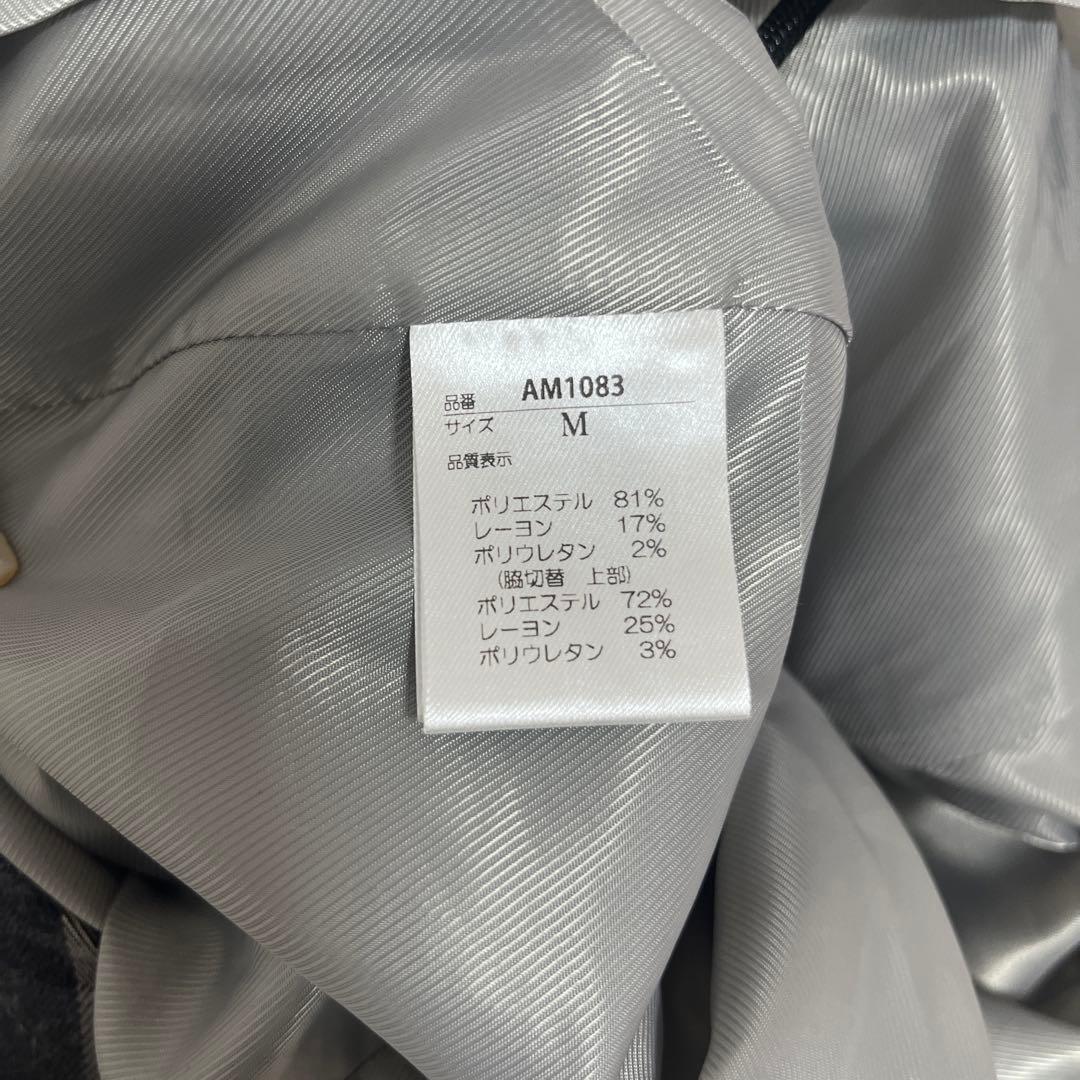 品番 AM1083
サイズ M
品質表示
ポリエステル 81%
レーヨン 17%
ポリウレタン 2%
(脇切替 上部)
ポリエステル 72%
レーヨン 25%
ポリウレタン 3%